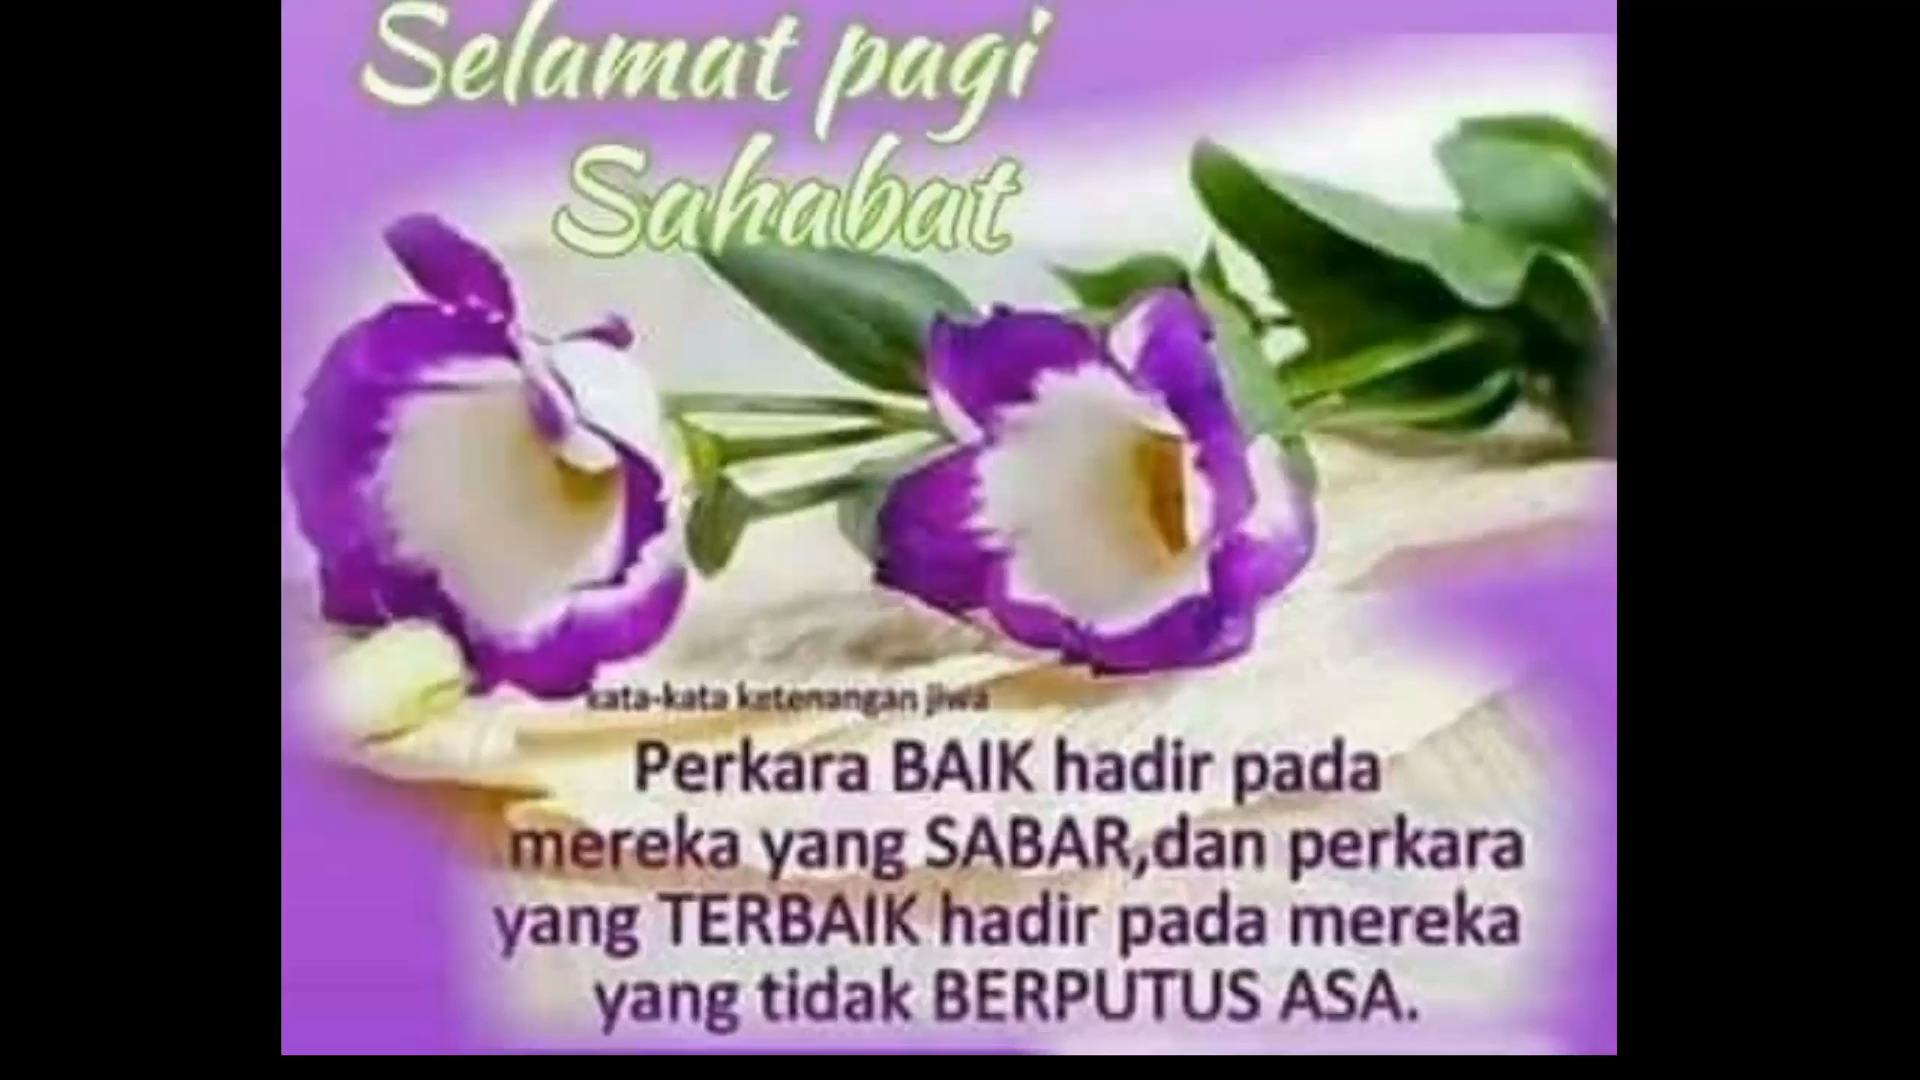 Selamat pagi
Sahabat
kata-kata ketenangan jiwa
Perkara BAIK hadir pada
mereka yang SABAR,dan perkara
yang TERBAIK hadir pada mereka
yang tidak BERPUTUS ASA.